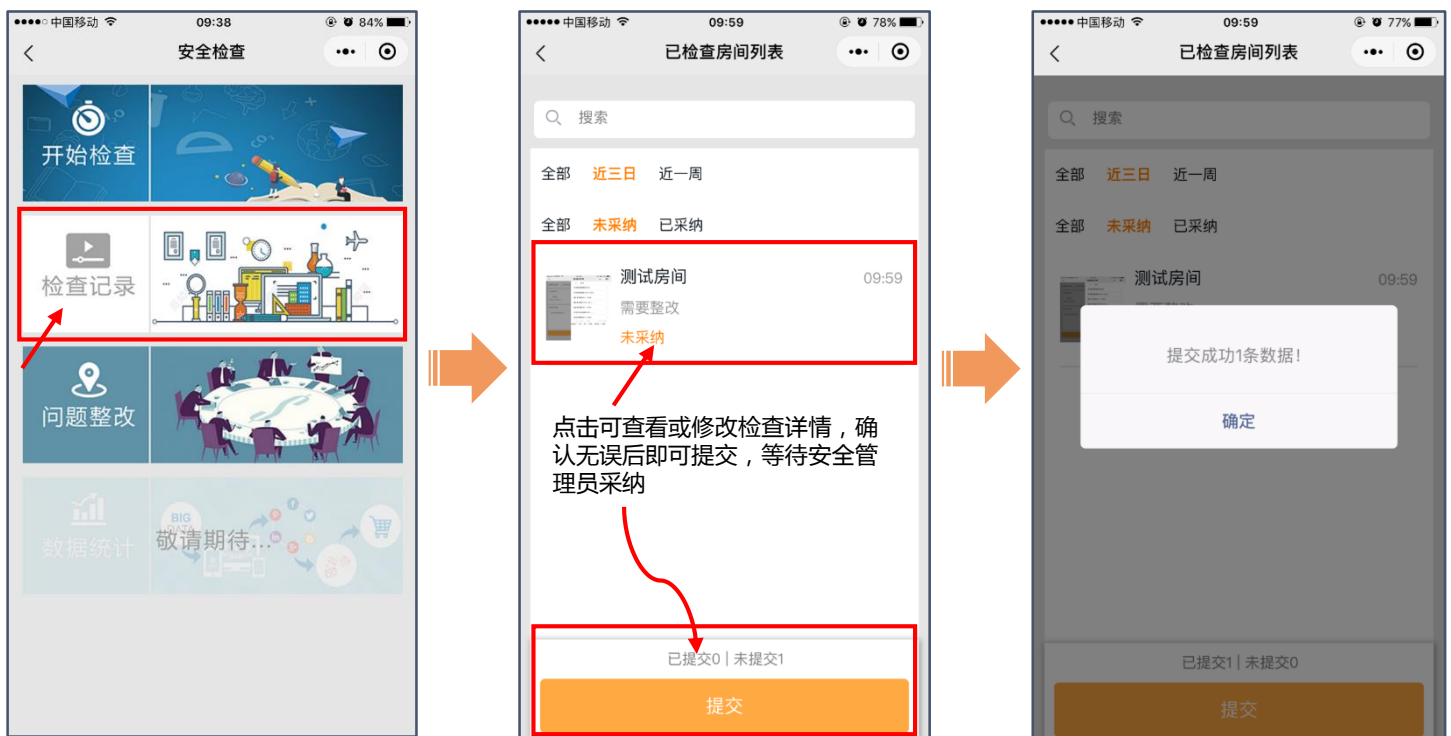 中国移动
09:38
84%
安全检查
开始检查
检查记录
问题整改
BIG
DATA
数据统计
敬请期待...
中国移动
09:59
78%
已检查房间列表
搜索
全部 近三日 近一周
全部 未采纳 已采纳
测试房间
09:59
需要整改
未采纳
点击可查看或修改检查详情，确
认无误后即可提交，等待安全管
理员采纳
已提交0 | 未提交1
提交
中国移动
09:59
77%
已检查房间列表
搜索
全部 近三日 近一周
全部 未采纳 已采纳
测试房间
09:59
提交成功1条数据！
确定
已提交1 | 未提交0
提交